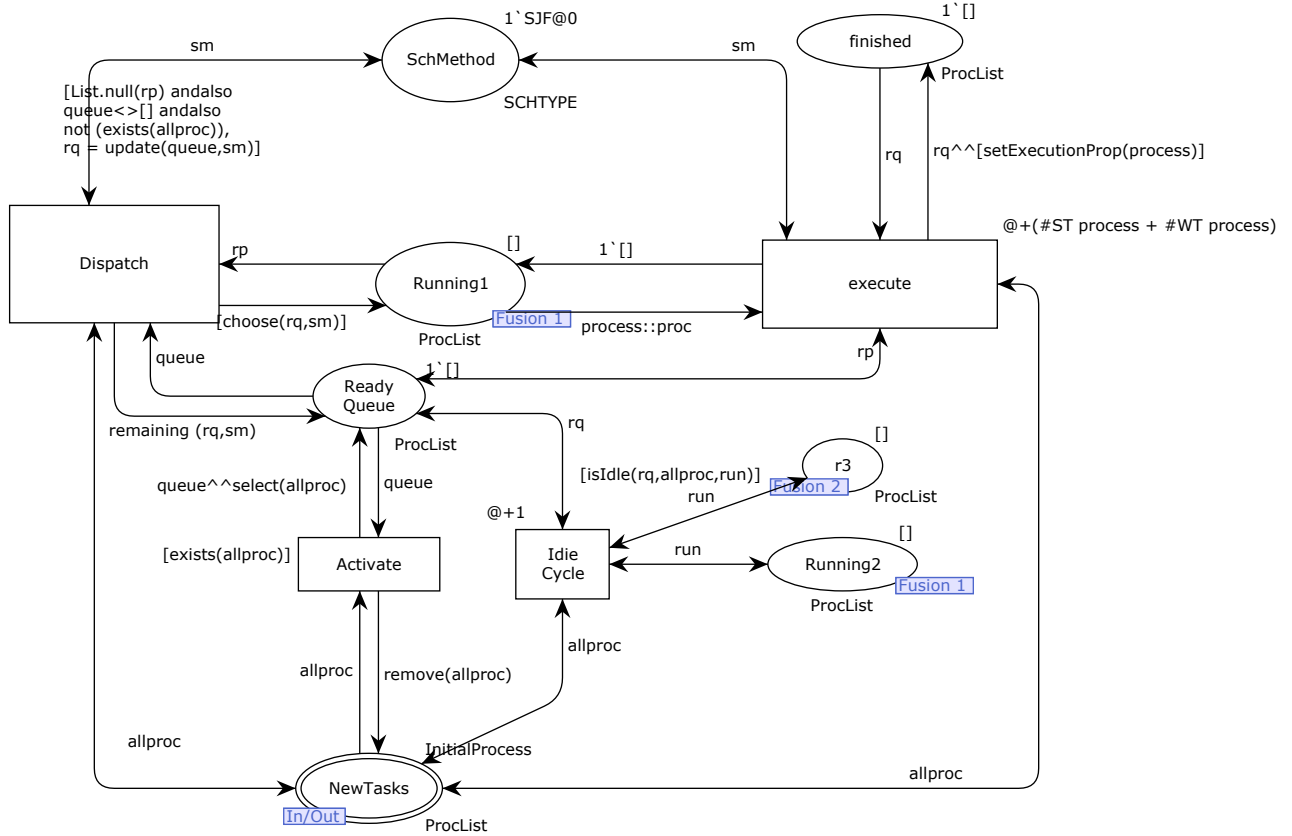 1`[]
1`SJF@0
sm
sm
finished
SchMethod
ProcList
[List.null(rp) andalso
queue<>[] andalso
not (exists(allproc)),
rq = update(queue,sm)]
SCHTYPE
rq
rq^^[setExecutionProp(process)]
@+(#ST process + #WT process)
[]
rp
1`[]
Dispatch
Running1
execute
[choose(rq,sm)]
Fusion 1
process::proc
ProcList
rp
queue
1`[]
Ready
Queue
remaining (rq,sm)
rq
ProcList
[]
r3
[isIdle(rq,allproc,run)]
queue^^select(allproc)
queue
Fusion 2
run
ProcList
@+1
[]
[exists(allproc)]
Activate
Idie
Cycle
run
Running2
Fusion 1
ProcList
allproc
allproc
remove(allproc)
allproc
InitialProcess
allproc
NewTasks
In/Out
ProcList